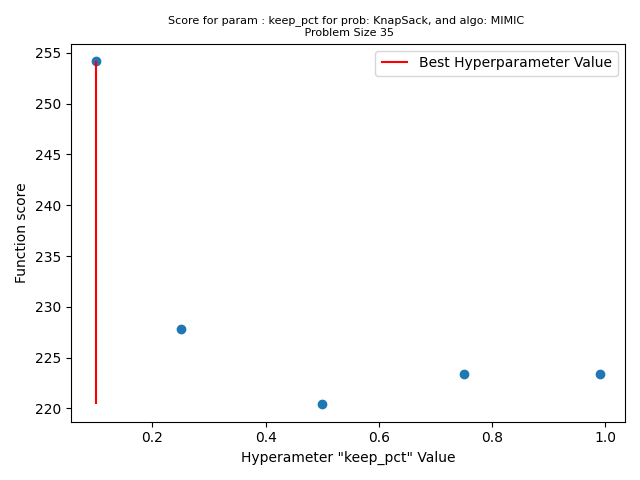 Score for param : keep_pct for prob: KnapSack, and algo: MIMIC
Problem Size 35
Best Hyperparameter Value
255
250
245
240
235
230
225
220
Function score
0.2 0.4 0.6 0.8 1.0
Hyperameter "keep_pct" Value